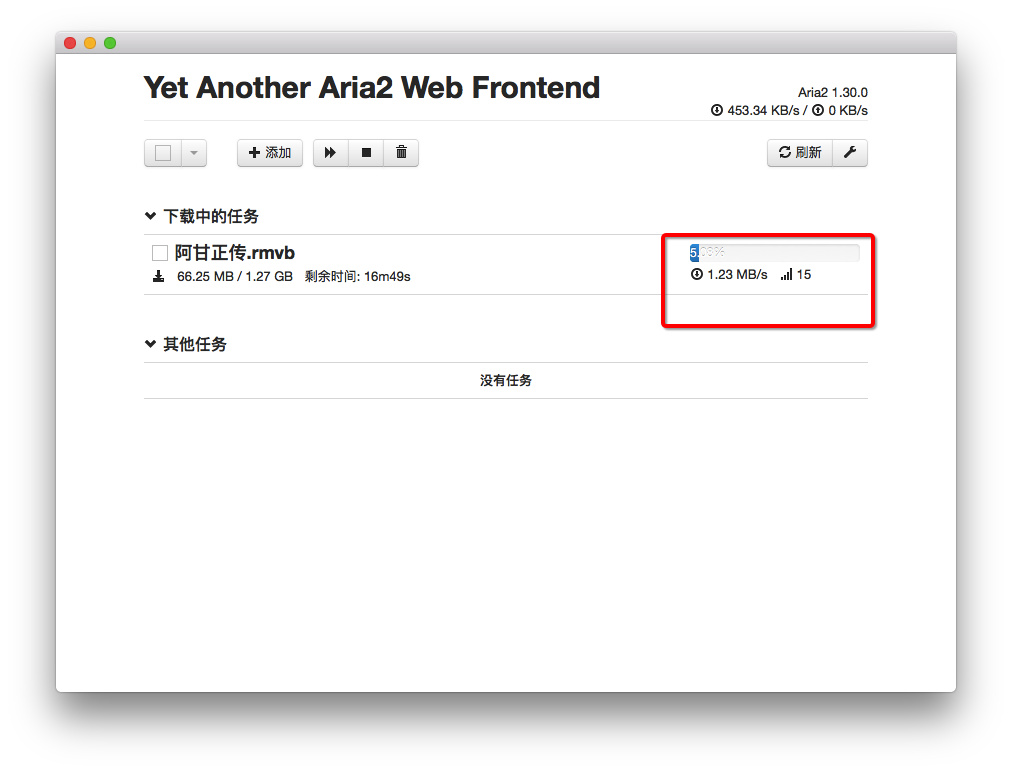 Yet Another Aria2 Web Frontend
Aria2 1.30.0
453.34 KB/s / 0 KB/s
添加
刷新
下载中的任务
阿甘正传.rmvb
66.25 MB / 1.27 GB 剩余时间: 16m49s
1.23 MB/s 15
其他任务
没有任务